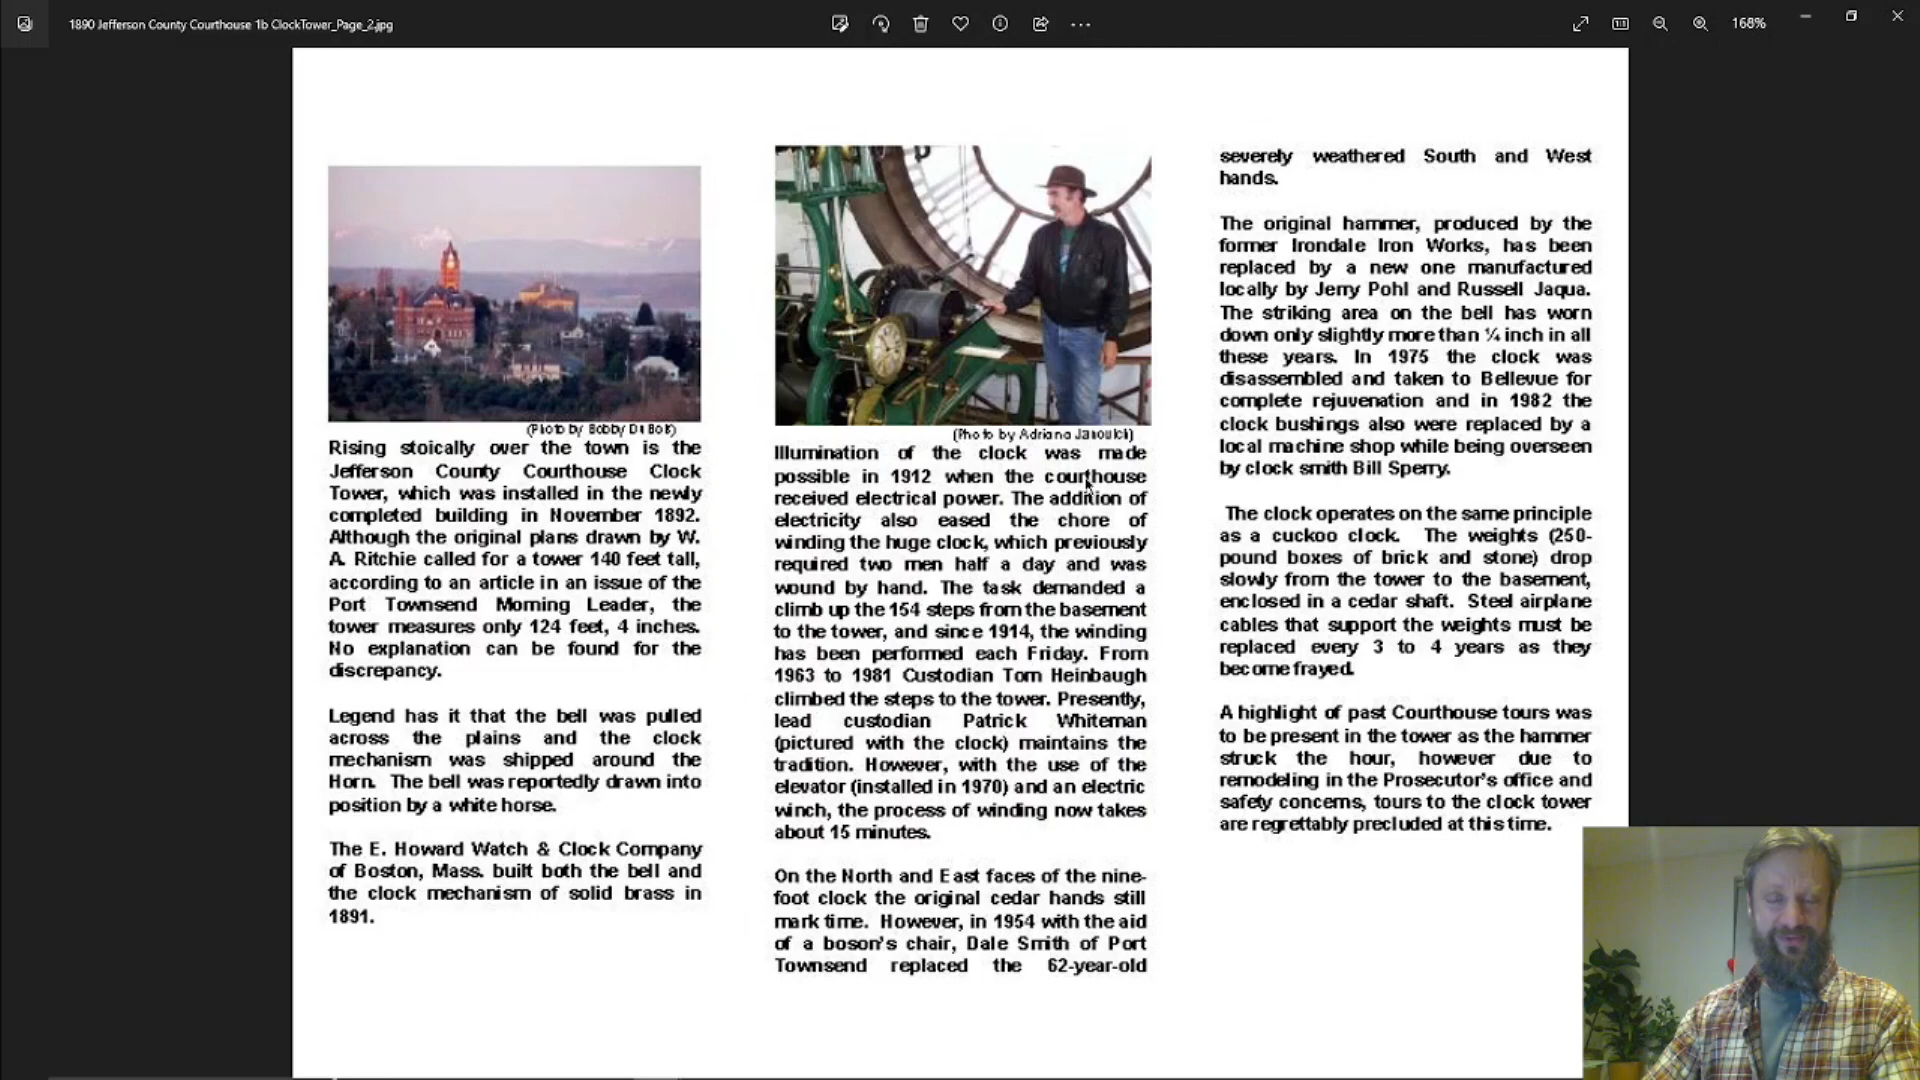 1890 Jefferson County Courthouse 1b ClockTower_Page_2.jpg
168%
(Photo by Bobby
Rising stoically over the town is the
Jefferson County Courthouse Clock
Tower, which was installed in the newly
completed building in November 1892.
Although the original plans drawn by W.
A. Ritchie called for a tower 140 feet tall,
according to an article in an issue of the
Port Townsend Morning Leader, the
tower measures only 124 feet, 4 inches.
No explanation can be found for the
discrepancy.
Legend has it that the bell was pulled
across the plains and the clock
mechanism was shipped around the
Horn. The bell was reportedly drawn into
position by a white horse.
The E. Howard Watch & Clock Company
of Boston, Mass. built both the bell and
the clock mechanism of solid brass in
1891.
(Photo by Adriana
Illumination of the clock was made
possible in 1912 when the courthouse
received electrical power. The addition of
electricity also eased the chore of
winding the huge clock, which previously
required two men half a day and was
wound by hand. The task demanded a
climb up the 154 steps from the basement
to the tower, and since 1914, the winding
has been performed each Friday. From
1963 to 1981 Custodian Tom Heinbaugh
climbed the steps to the tower. Presently,
lead custodian Patrick Whiteman
(pictured with the clock) maintains the
tradition. However, with the use of the
elevator (installed in 1970) and an electric
winch, the process of winding now takes
about 15 minutes.
On the North and East faces of the nine-
foot clock the original cedar hands still
mark time. However, in 1954 with the aid
of a boson's chair, Dale Smith of Port
Townsend replaced the 62-year-old
severely weathered South and West
hands.
The original hammer, produced by the
former Irondale Iron Works, has been
replaced by a new one manufactured
locally by Jerry Pohl and Russell Jaqua.
The striking area on the bell has worn
down only slightly more than ¼ inch in all
these years. In 1975 the clock was
disassembled and taken to Bellevue for
complete rejuvenation and in 1982 the
clock bushings also were replaced by a
local machine shop while being overseen
by clock smith Bill Sperry.
The clock operates on the same principle
as a cuckoo clock. The weights (250-
pound boxes of brick and stone) drop
slowly from the tower to the basement,
enclosed in a cedar shaft. Steel airplane
cables that support the weights must be
replaced every 3 to 4 years as they
become frayed.
A highlight of past Courthouse tours was
to be present in the tower as the hammer
struck the hour, however due to
remodeling in the Prosecutor's office and
safety concerns, tours to the clock tower
are regrettably precluded at this time.